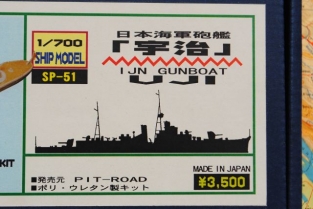 日本海軍砲艦
1/700
SHIP MODEL
SP-51
「宇治」
IJN GUNBOAT
UJI
KIT
■発売元 PIT-ROAD
■ポリ・ウレタン製キット
MADE IN JAPAN
¥3,500